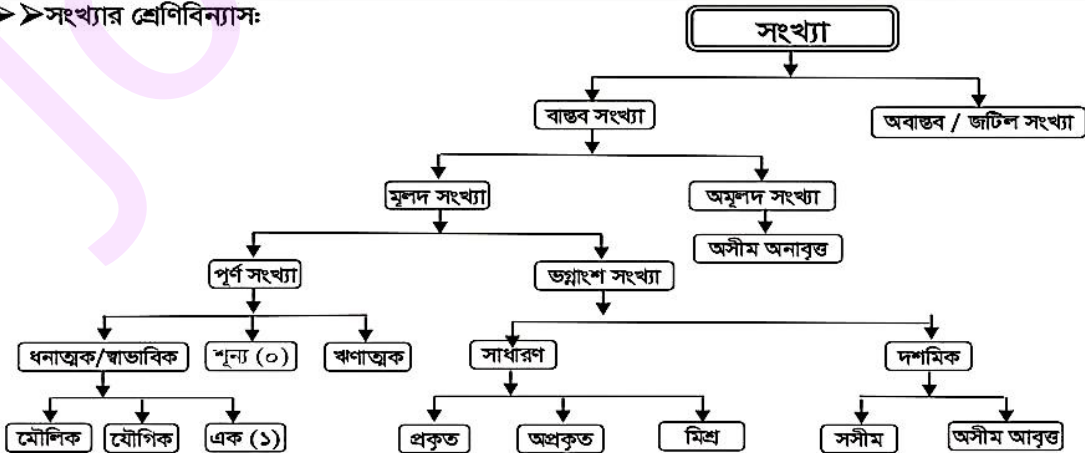 ➢➢সংখ্যার শ্রেণিবিন্যাসঃ
সংখ্যা
বাস্তব সংখ্যা
অবাস্তব / জটিল সংখ্যা
মূলদ সংখ্যা
অমূলদ সংখ্যা
অসীম অনাবৃত্ত
পূর্ণ সংখ্যা
ভগ্নাংশ সংখ্যা
ধনাত্মক/স্বাভাবিক
শূন্য (০)
ঋণাত্মক
সাধারণ
দশমিক
মৌলিক
যৌগিক
এক (১)
প্রকৃত
অপ্রকৃত
মিশ্র
সসীম
অসীম আবৃত্ত